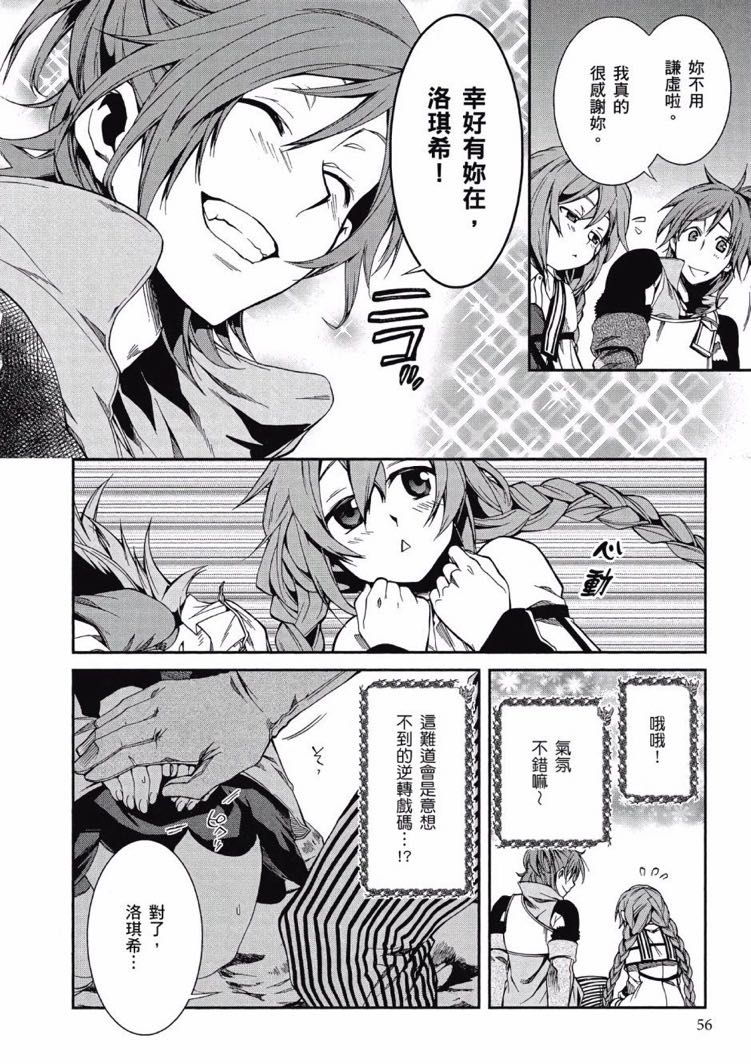 妳不用
謙虛啦。
我真的
很感謝妳。
幸好有妳在，
洛琪希！
ニコ
心動
哦哦！
氣氛
不錯嘛～
這難道會是意想
不到的逆轉戲碼…!?
ピクッ
對了，
洛琪希…
56